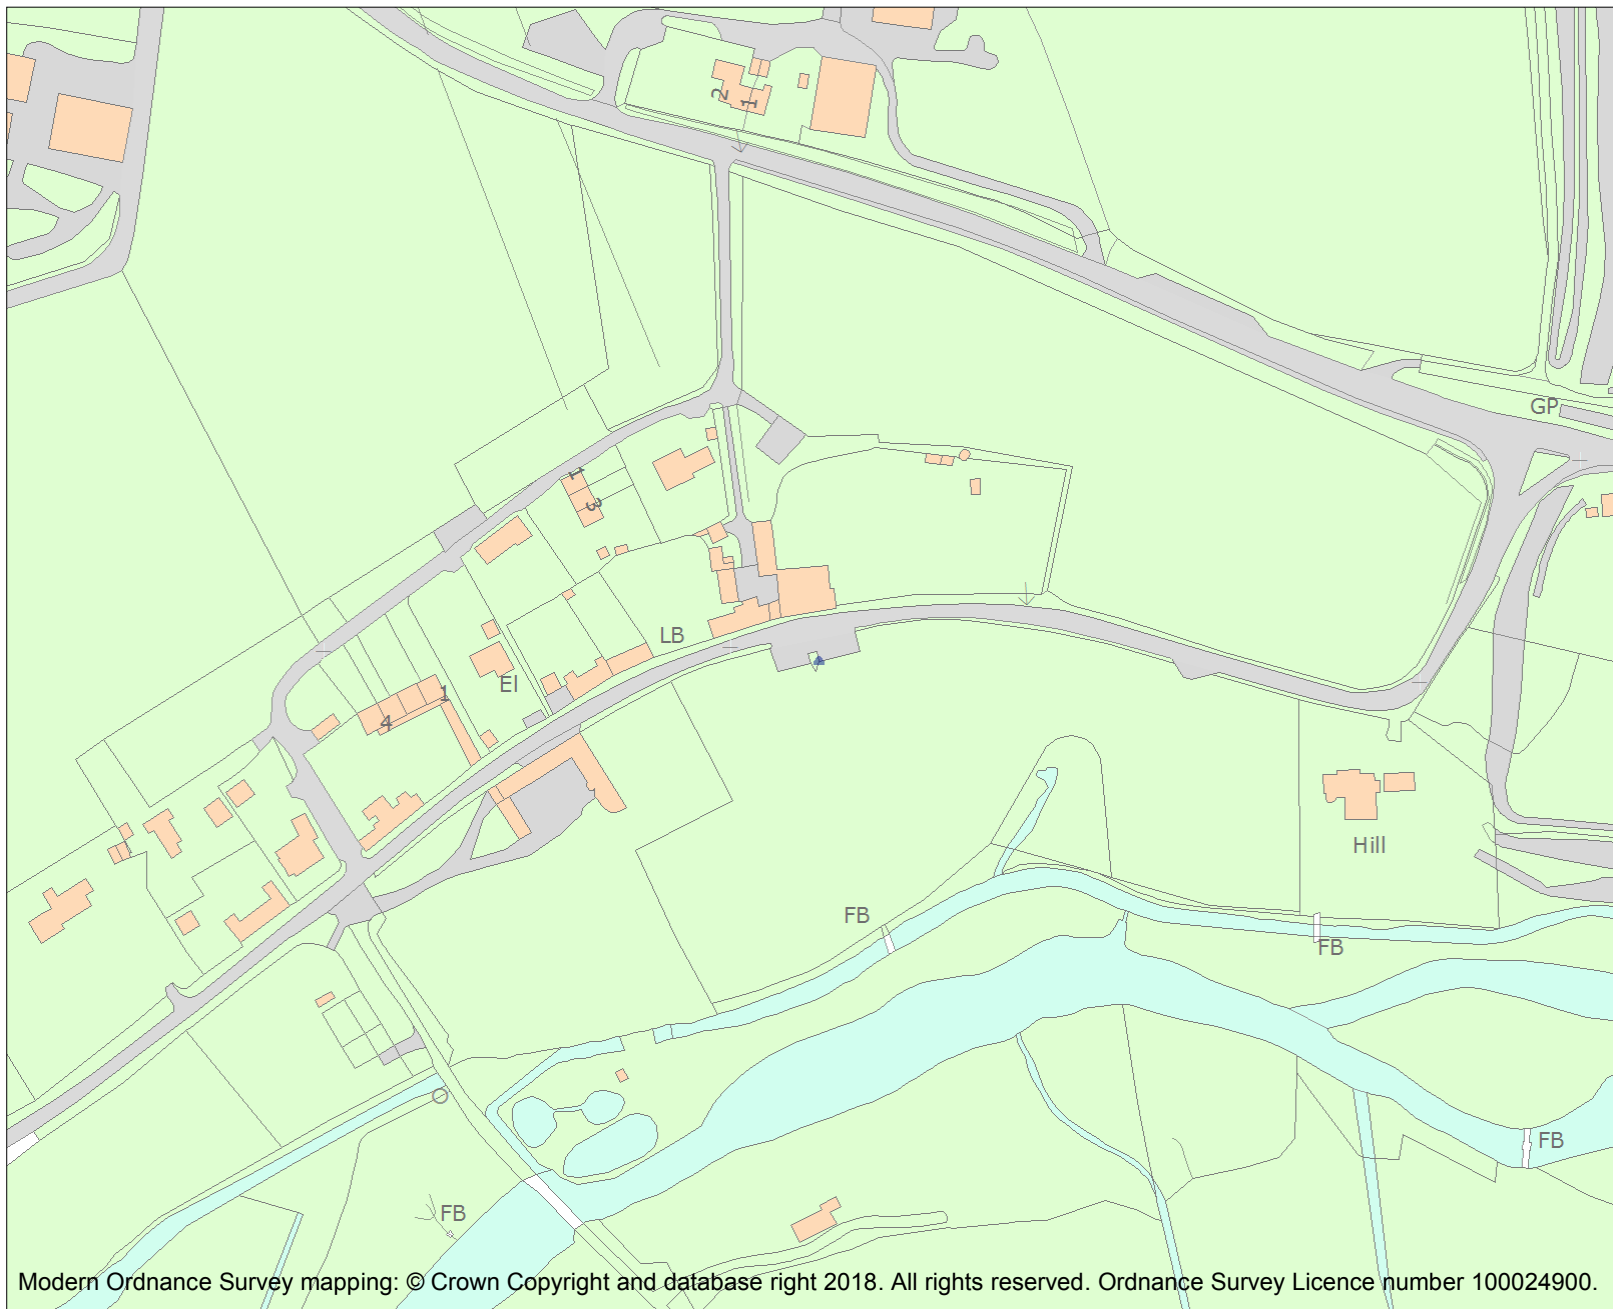 2
1
GP
1
3
LB
El
1
4
Hill
FB
FB
FB
FB
Modern Ordnance Survey mapping: © Crown Copyright and database right 2018. All rights reserved. Ordnance Survey Licence number 100024900.